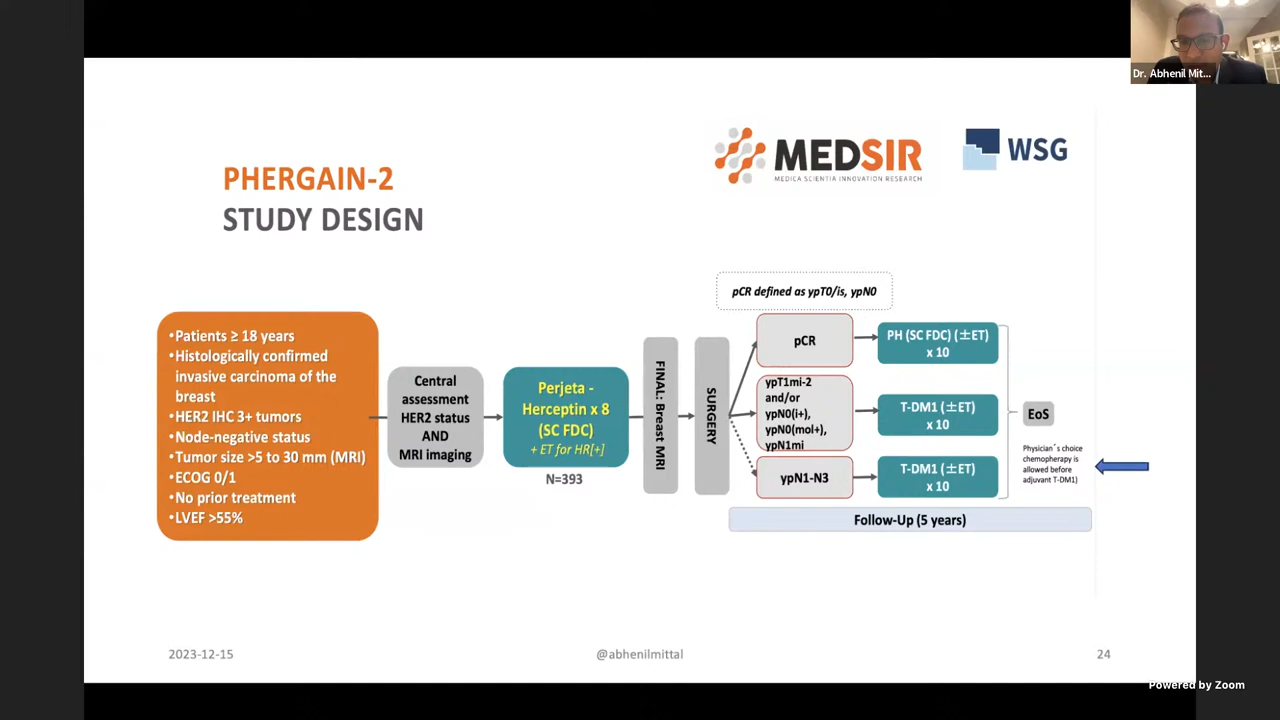 Dr. Abhenil Mit...
MEDSIR
MEDICA SCIENTIA INNOVATION RESEARCH
WSG
PHERGAIN-2
STUDY DESIGN
pCR defined as ypT0/is, ypN0
•Patients ≥ 18 years
•Histologically confirmed
invasive carcinoma of the
breast
•HER2 IHC 3+ tumors
•Node-negative status
•Tumor size >5 to 30 mm (MRI)
•ECOG 0/1
•No prior treatment
•LVEF >55%
Central
assessment
HER2 status
AND
MRI imaging
Perjeta -
Herceptin x 8
(SC FDC)
+ ET for HR[+]
N=393
FINAL: Breast MRI
SURGERY
pCR
PH (SC FDC) (±ET)
x 10
ypT1mi-2
and/or
ypN0(i+),
ypN0(mol+),
ypN1mi
T-DM1 (±ET)
x 10
ypN1-N3
T-DM1 (±ET)
x 10
EoS
Physician´s choice
chemopherapy is
allowed before
adjuvant T-DM1)
Follow-Up (5 years)
2023-12-15
@abhenilmittal
24
Powered by Zoom